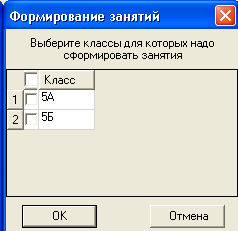 Формирование занятий
Выберите классы для которых надо
сформировать занятия
Класс
1 5А
2 5Б
OK Отмена